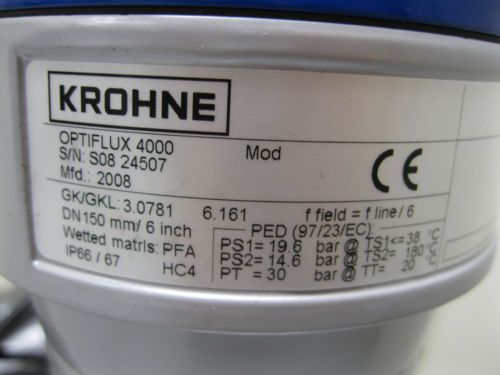 KROHNE
OPTIFLUX 4000
S/N: S08 24507 Mod
Mfd.: 2008
CE
GK/GKL: 3.0781 6.161 f field = f line / 6
DN150 mm/ 6 inch PED (97/23/EC):
Wetted matrls: PFA PS1= 19.6 bar @ TS1<= 38 °C
HC4 PS2= 14.6 bar @ TS2= 180 °C
IP66 / 67 PT = 30 bar @ TT= 20 °C